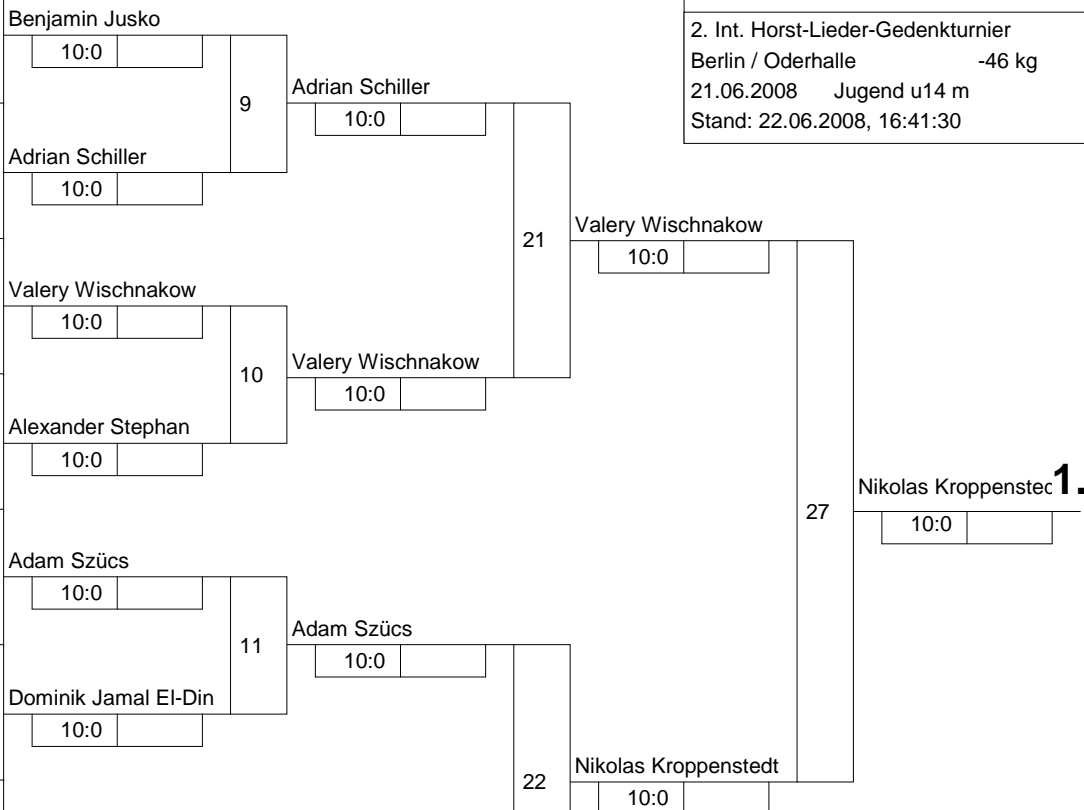 Benjamin Jusko
10:0
2. Int. Horst-Lieder-Gedenkturnier
Berlin / Oderhalle -46 kg
21.06.2008 Jugend u14 m
Stand: 22.06.2008, 16:41:30
9
Adrian Schiller
10:0
Adrian Schiller
10:0
21
Valery Wischnakow
10:0
Valery Wischnakow
10:0
10
Valery Wischnakow
10:0
Alexander Stephan
10:0
27
Nikolas Kroppenstec 1.
10:0
Adam Szücs
10:0
11
Adam Szücs
10:0
Dominik Jamal El-Din
10:0
22
Nikolas Kroppenstedt
10:0